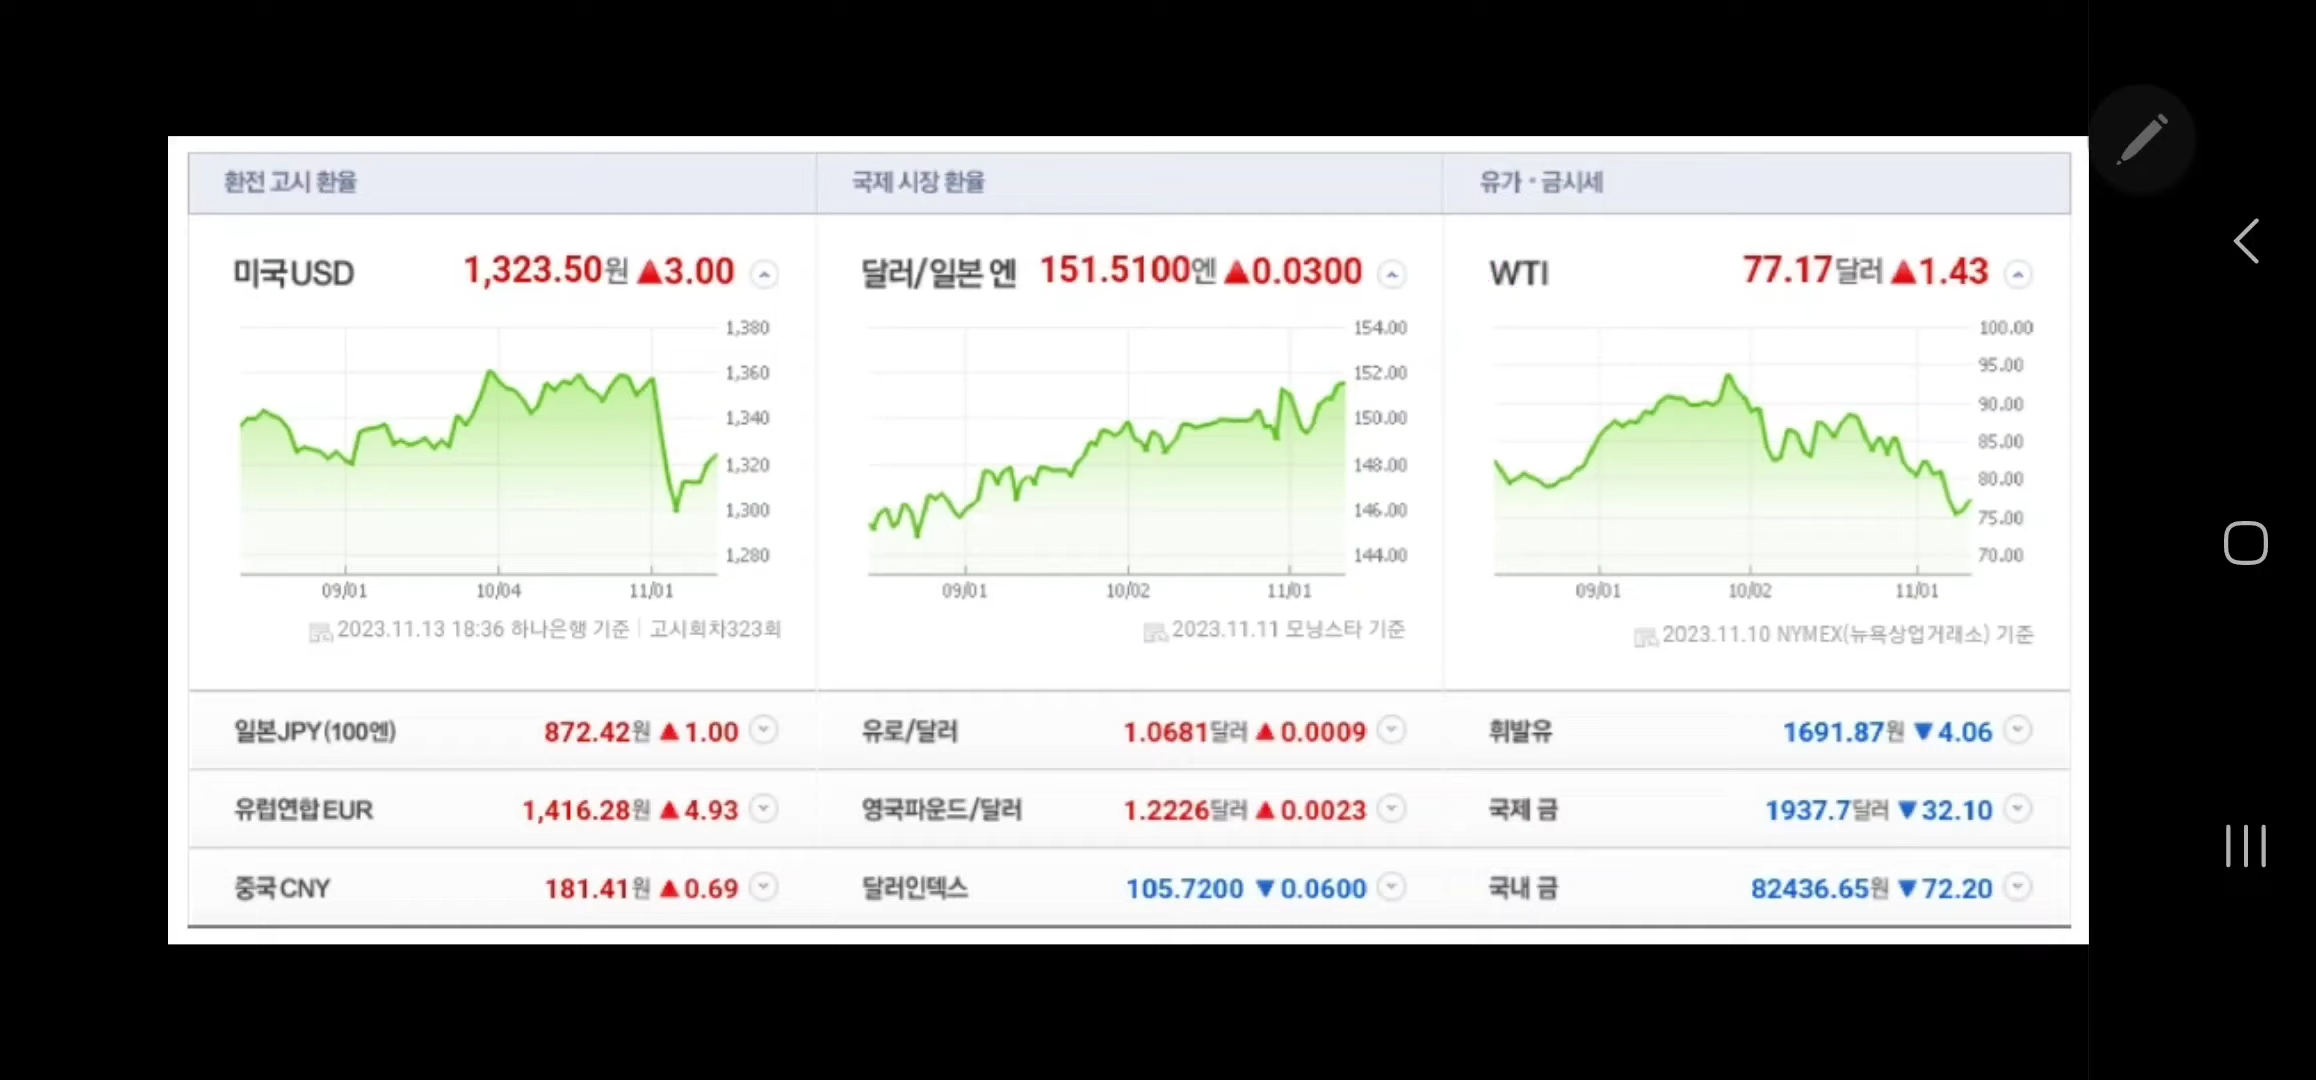 환전 고시 환율
국제 시장 환율
유가·금시세
미국USD 1,323.50원 ▲3.00
1,380
1,360
1,340
1,320
1,300
1,280
09/01 10/04 11/01
2023.11.13 18:36 하나은행 기준 | 고시회차323회
달러/일본 엔 151.5100엔 ▲0.0300
154.00
152.00
150.00
148.00
146.00
144.00
09/01 10/02 11/01
2023.11.11 모닝스타 기준
WTI 77.17달러 ▲1.43
100.00
95.00
90.00
85.00
80.00
75.00
70.00
09/01 10/02 11/01
2023.11.10 NYMEX(뉴욕상업거래소) 기준
일본JPY(100엔) 872.42원 ▲1.00
유럽연합EUR 1,416.28원 ▲4.93
중국CNY 181.41원 ▲0.69
유로/달러 1.0681달러 ▲0.0009
영국파운드/달러 1.2226달러 ▲0.0023
달러인덱스 105.7200 ▼0.0600
휘발유 1691.87원 ▼4.06
국제 금 1937.7달러 ▼32.10
국내 금 82436.65원 ▼72.20